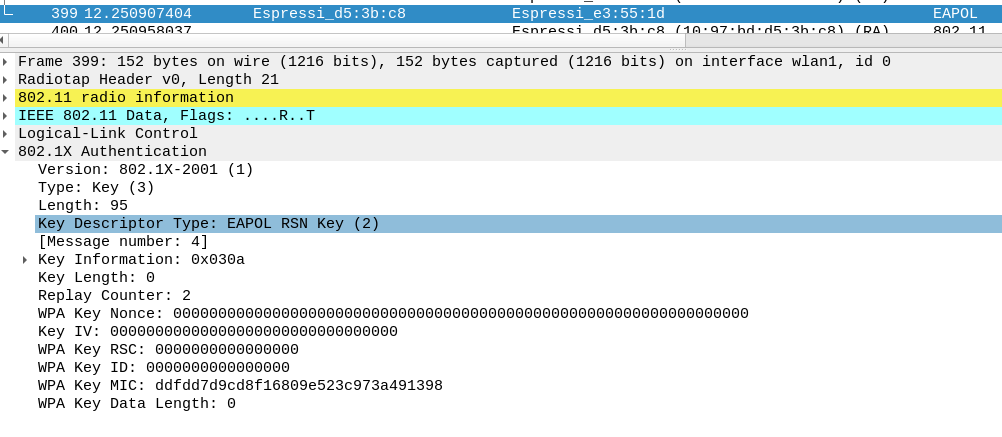 399 12.250907404 Espressi_d5:3b:c8 Espressi_e3:55:1d EAPOL
400 12.250958037 Espressi_d5:3b:c8 (10:97:bd:d5:3b:c8) (RA) 802.11
Frame 399: 152 bytes on wire (1216 bits), 152 bytes captured (1216 bits) on interface wlan1, id 0
Radiotap Header v0, Length 21
802.11 radio information
IEEE 802.11 Data, Flags: ....R..T
Logical-Link Control
802.1X Authentication
Version: 802.1X-2001 (1)
Type: Key (3)
Length: 95
Key Descriptor Type: EAPOL RSN Key (2)
[Message number: 4]
Key Information: 0x030a
Key Length: 0
Replay Counter: 2
WPA Key Nonce: 0000000000000000000000000000000000000000000000000000000000000000
Key IV: 00000000000000000000000000000000
WPA Key RSC: 0000000000000000
WPA Key ID: 0000000000000000
WPA Key MIC: ddfdd7d9cd8f16809e523c973a491398
WPA Key Data Length: 0